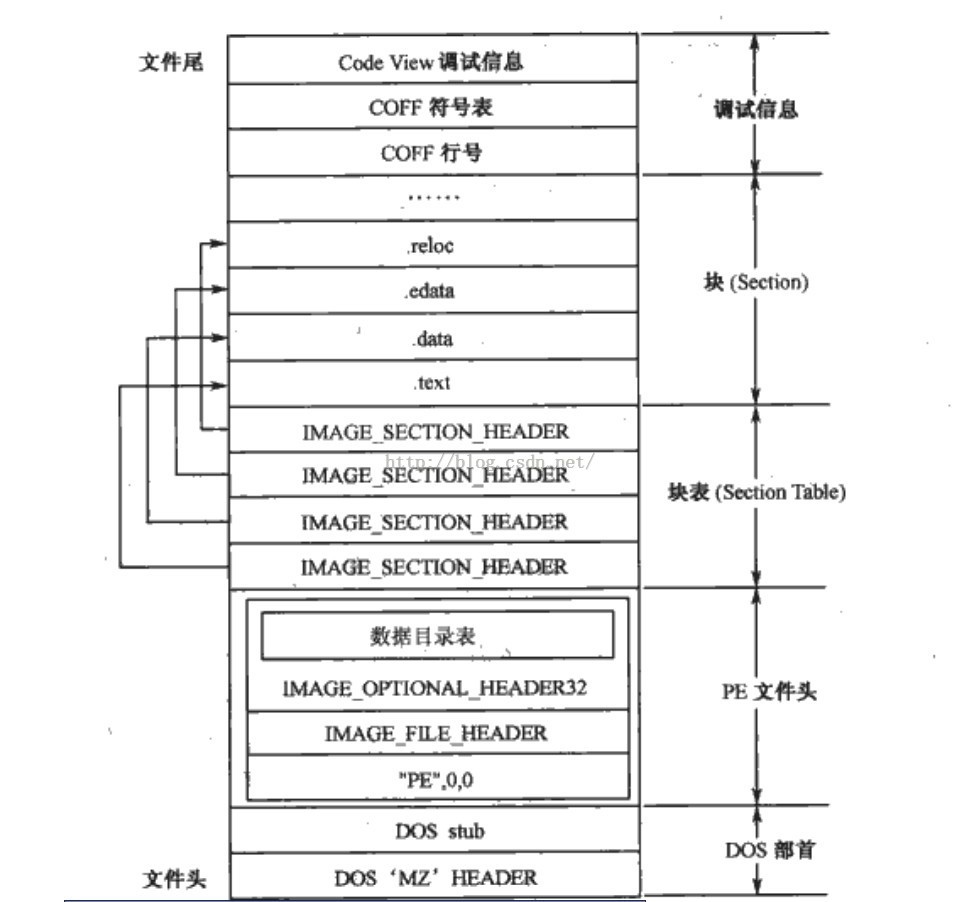 文件尾
Code View 调试信息
调试信息
COFF 符号表
COFF 行号
······
.reloc
块 (Section)
.edata
.data
.text
IMAGE_SECTION_HEADER
http://blog.csdn.net/
IMAGE_SECTION_HEADER
块表 (Section Table)
IMAGE_SECTION_HEADER
IMAGE_SECTION_HEADER
数据目录表
IMAGE_OPTIONAL_HEADER32
PE 文件头
IMAGE_FILE_HEADER
"PE",0,0
DOS stub
DOS 部首
文件头
DOS ‘MZ’ HEADER